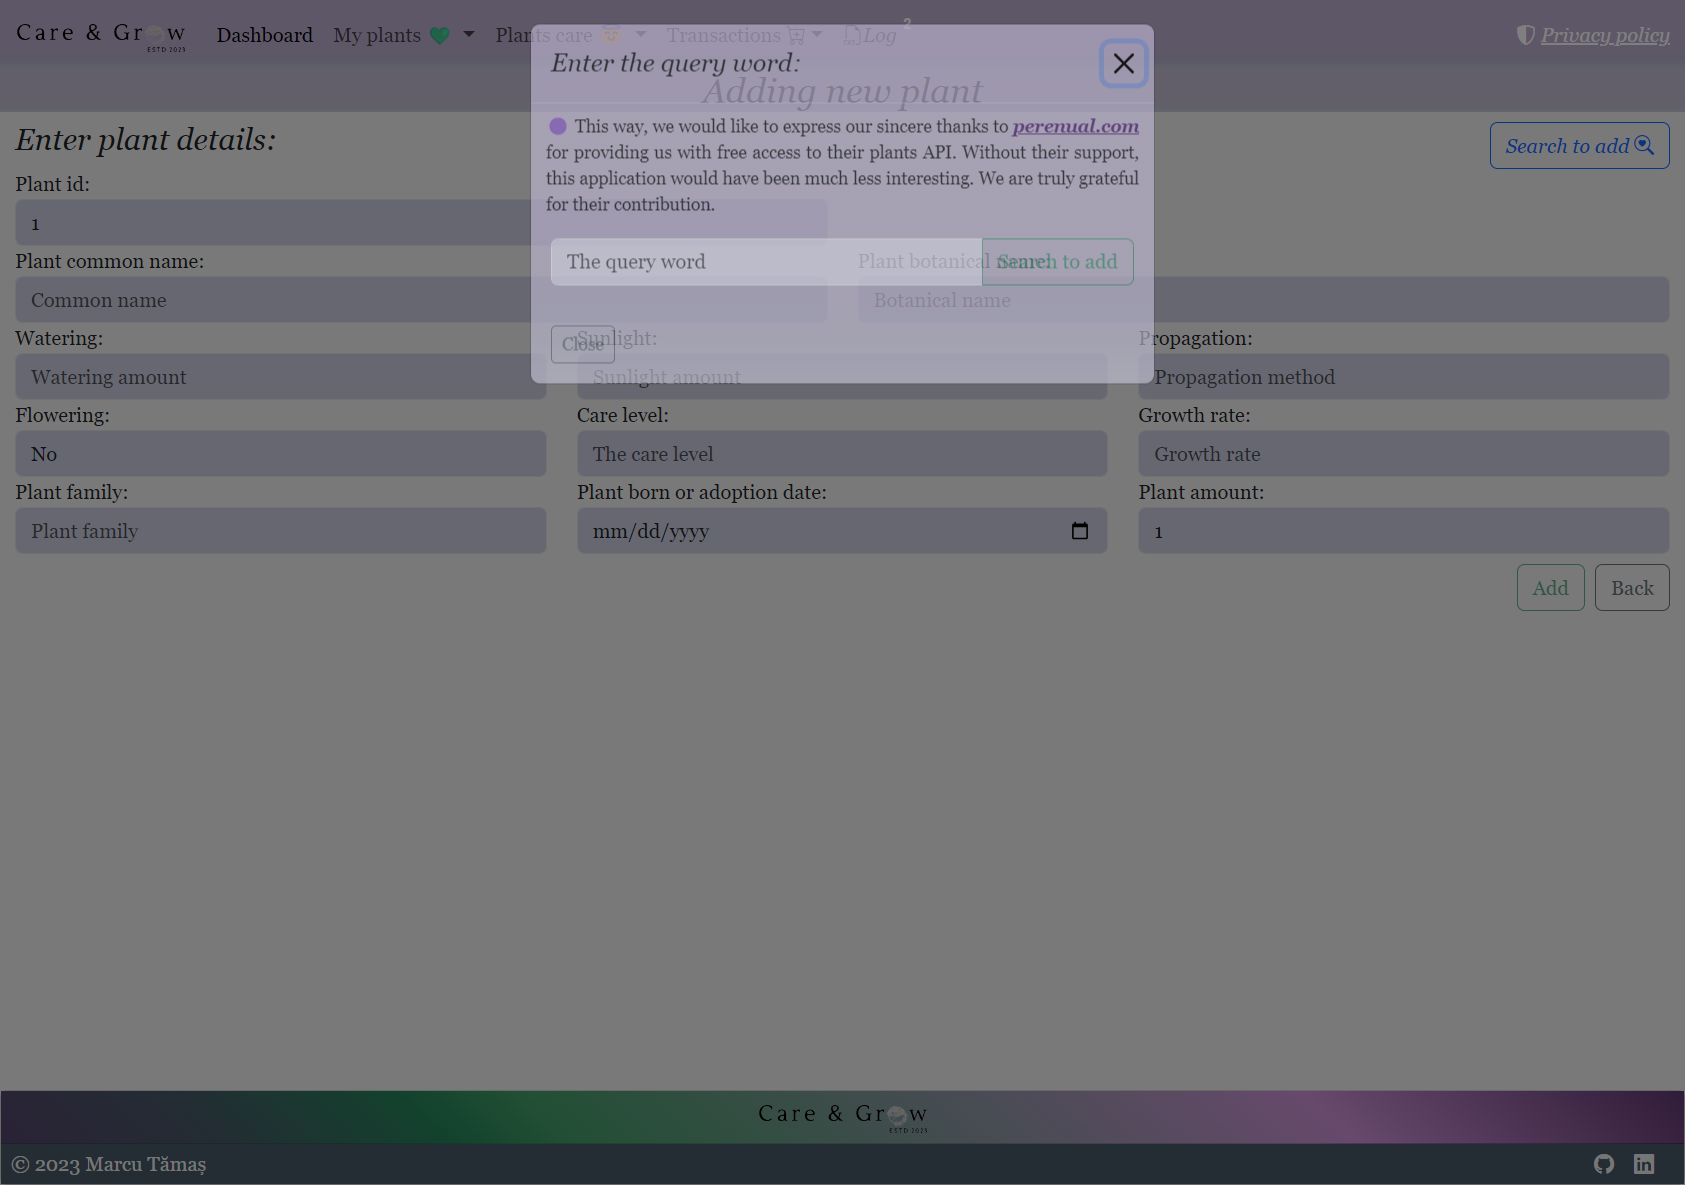 Care & Grow
ESTD 2023
Dashboard
My plants
Plants care
Transactions
Log
2
Privacy policy
Enter the query word:
Adding new plant
This way, we would like to express our sincere thanks to perenual.com
for providing us with free access to their plants API. Without their support,
this application would have been much less interesting. We are truly grateful
for their contribution.
The query word
Search to add
Close
Enter plant details:
Search to add
Plant id:
1
Plant common name:
Plant botanical name:
Common name
Botanical name
Watering:
Sunlight:
Propagation:
Watering amount
Sunlight amount
Propagation method
Flowering:
Care level:
Growth rate:
No
The care level
Growth rate
Plant family:
Plant born or adoption date:
Plant amount:
Plant family
mm/dd/yyyy
1
Add
Back
Care & Grow
ESTD 2023
© 2023 Marcu Tămaș